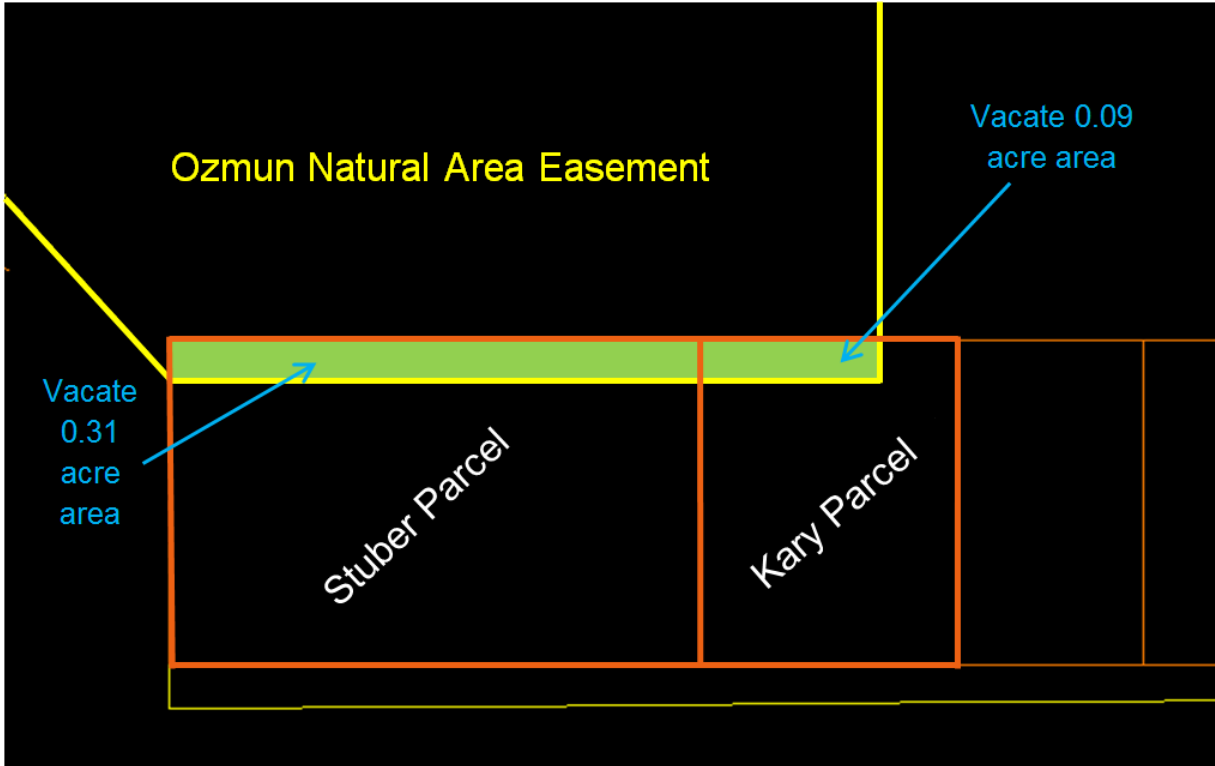 Vacate 0.09
acre area
Ozmun Natural Area Easement
Vacate
0.31
acre
area
Stuber Parcel
Kary Parcel